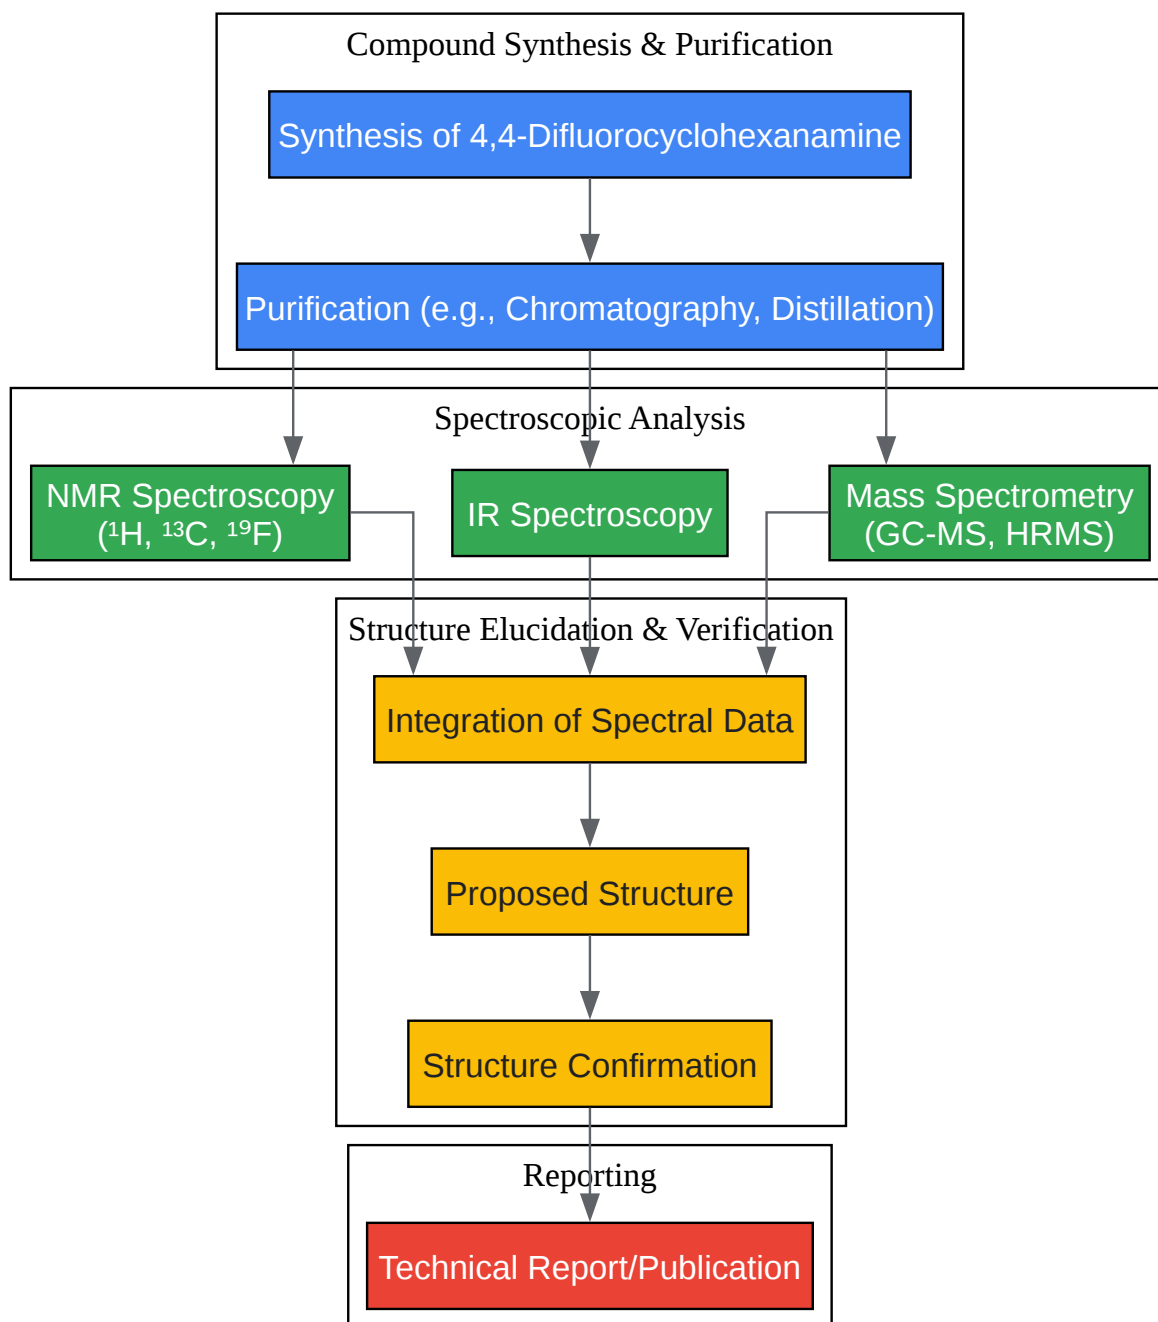 Compound Synthesis & Purification
Synthesis of 4,4-Difluorocyclohexanamine
Purification (e.g., Chromatography, Distillation)
Spectroscopic Analysis
NMR Spectroscopy
(¹H, ¹³C, ¹⁹F)
IR Spectroscopy
Mass Spectrometry
(GC-MS, HRMS)
Structure Elucidation & Verification
Integration of Spectral Data
Proposed Structure
Structure Confirmation
Reporting
Technical Report/Publication